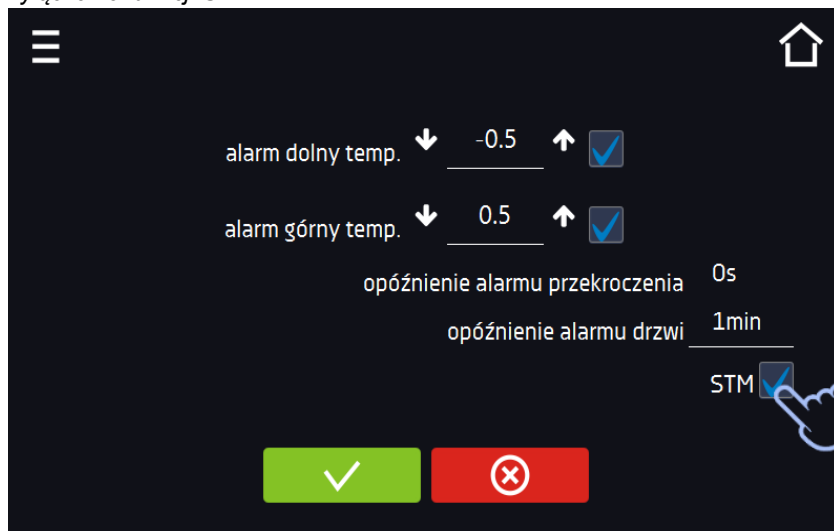 alarm dolny temp. -0.5
alarm górny temp. 0.5
opóźnienie alarmu przekroczenia 0s
opóźnienie alarmu drzwi 1min
STM